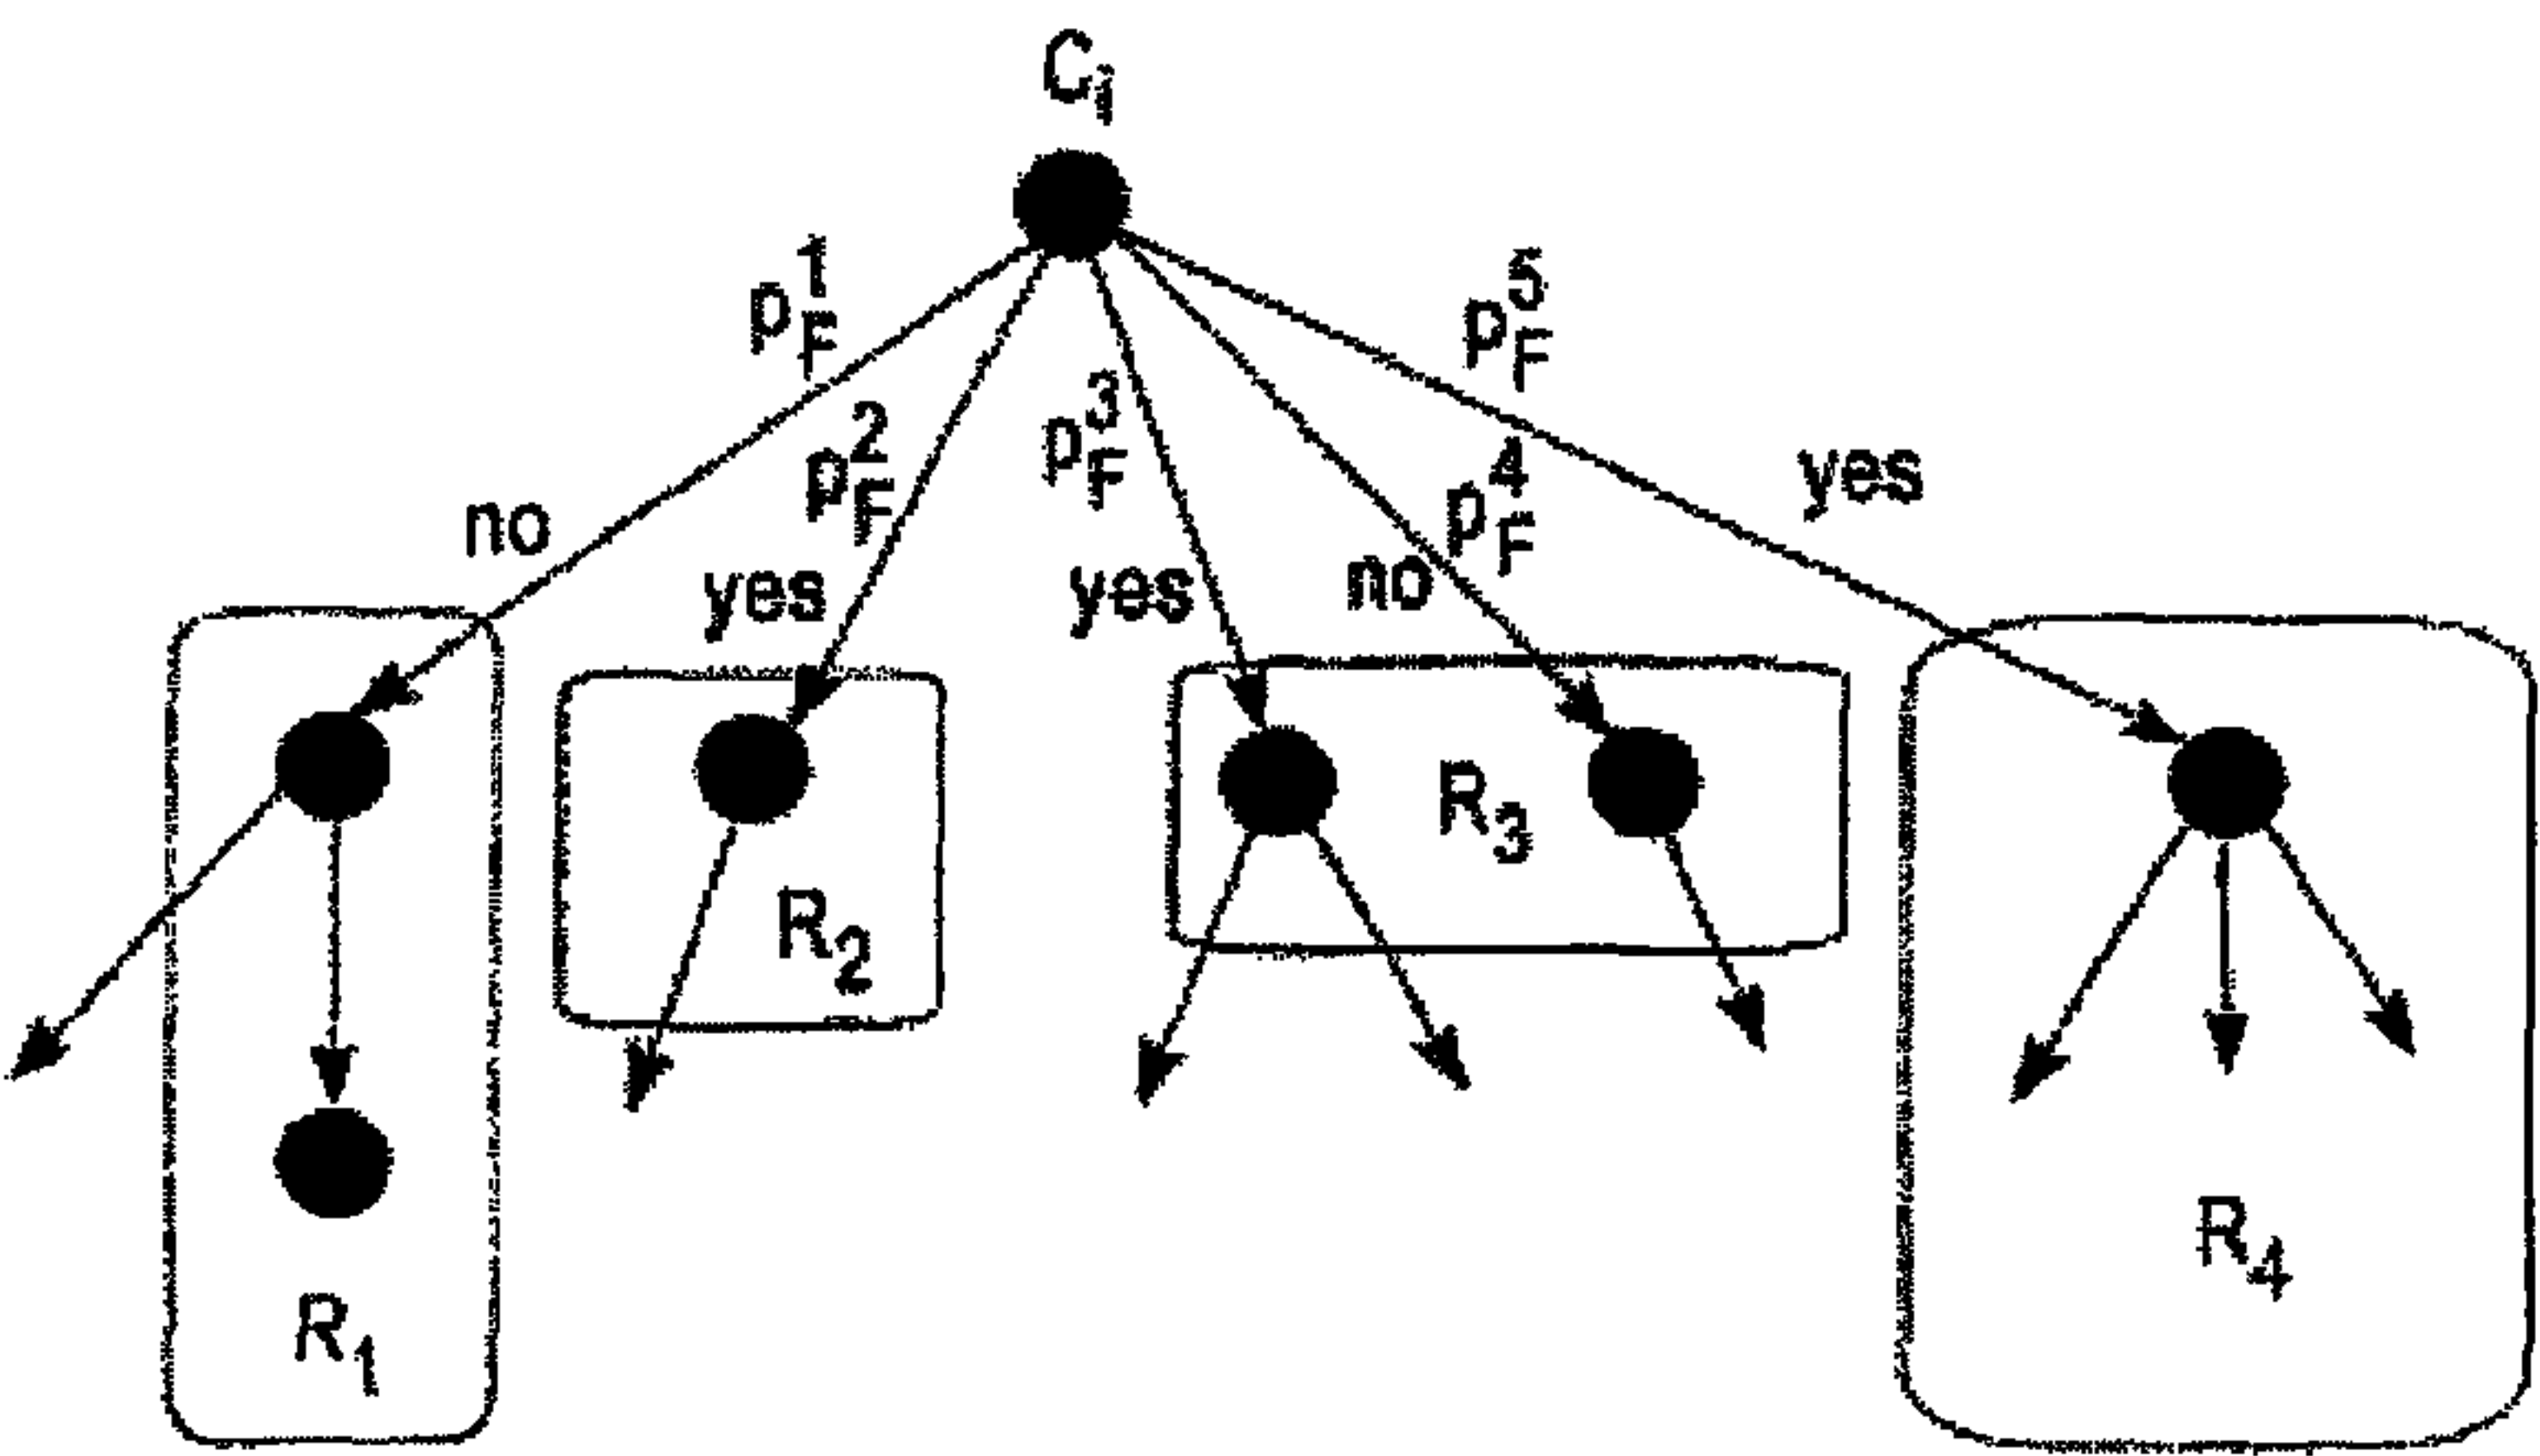 C_i
p_F^1
p_F^5
p_F^2
p_F^3
p_F^4
yes
no
yes
yes
no
R_3
R_2
R_4
R_1